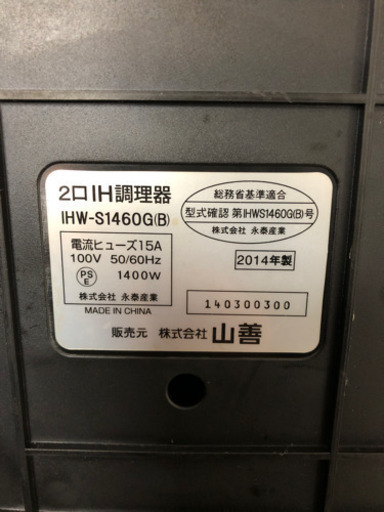 2口IH調理器
IHW-S1460G(B)
総務省基準適合
型式確認 第IHWS1460G(B)号
株式会社 永泰産業
電流ヒューズ15A
100V 50/60Hz
PS
E
1400W
株式会社 永泰産業
MADE IN CHINA
2014年製
140300300
販売元 株式会社 山善